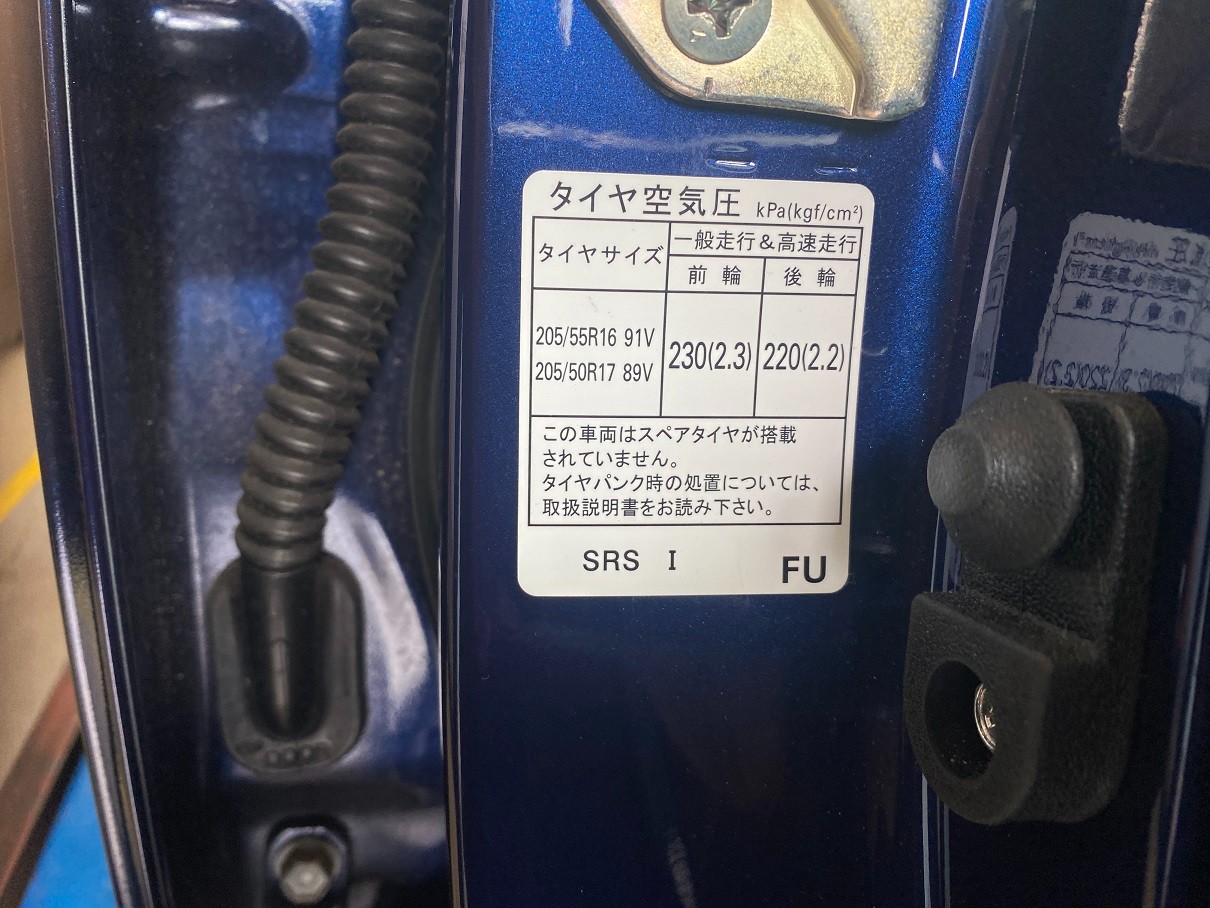 タイヤ空気圧 kPa(kgf/cm²)
タイヤサイズ 一般走行&高速走行
前輪 後輪
205/55R16 91V
205/50R17 89V
230(2.3) 220(2.2)
この車両はスペアタイヤが搭載
されていません。
タイヤパンク時の処置については、
取扱説明書をお読み下さい。
SRS I FU